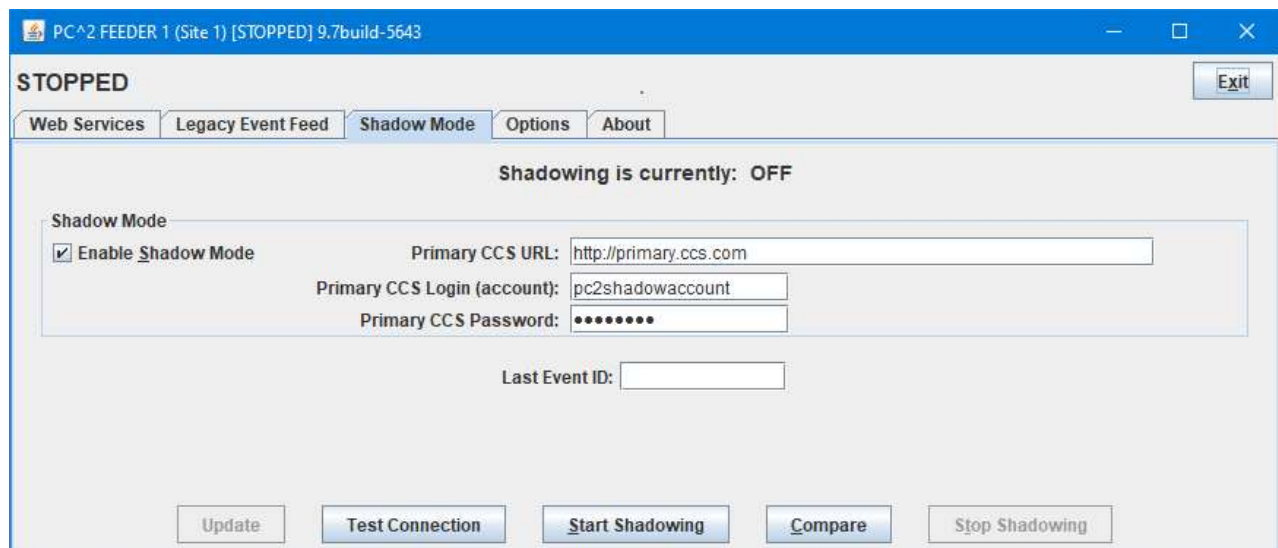 PC^2 FEEDER 1 (Site 1) [STOPPED] 9.7build-5643
STOPPED
Exit
Web Services Legacy Event Feed Shadow Mode Options About
Shadowing is currently: OFF
Shadow Mode
Enable Shadow Mode Primary CCS URL: http://primary.ccs.com
Primary CCS Login (account): pc2shadowaccount
Primary CCS Password: ●●●●●●●●
Last Event ID:
Update Test Connection Start Shadowing Compare Stop Shadowing